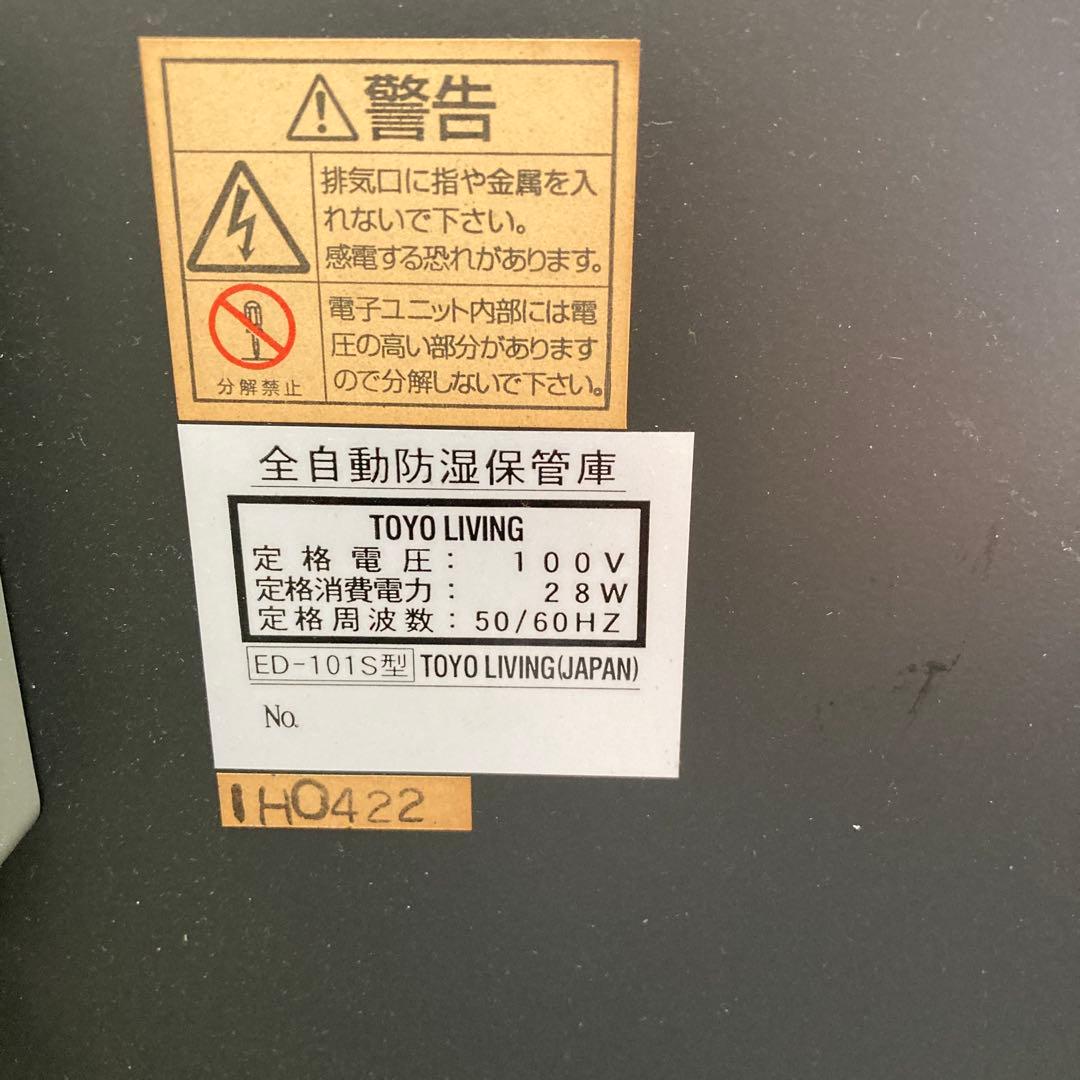 警告
排気口に指や金属を入
れないで下さい。
感電する恐れがあります。
分解禁止
電子ユニット内部には電
圧の高い部分があります
ので分解しないで下さい。
全自動防湿保管庫
TOYO LIVING
定格電圧: 100V
定格消費電力: 28W
定格周波数: 50/60HZ
ED-101S型 TOYO LIVING(JAPAN)
No.
1H0422